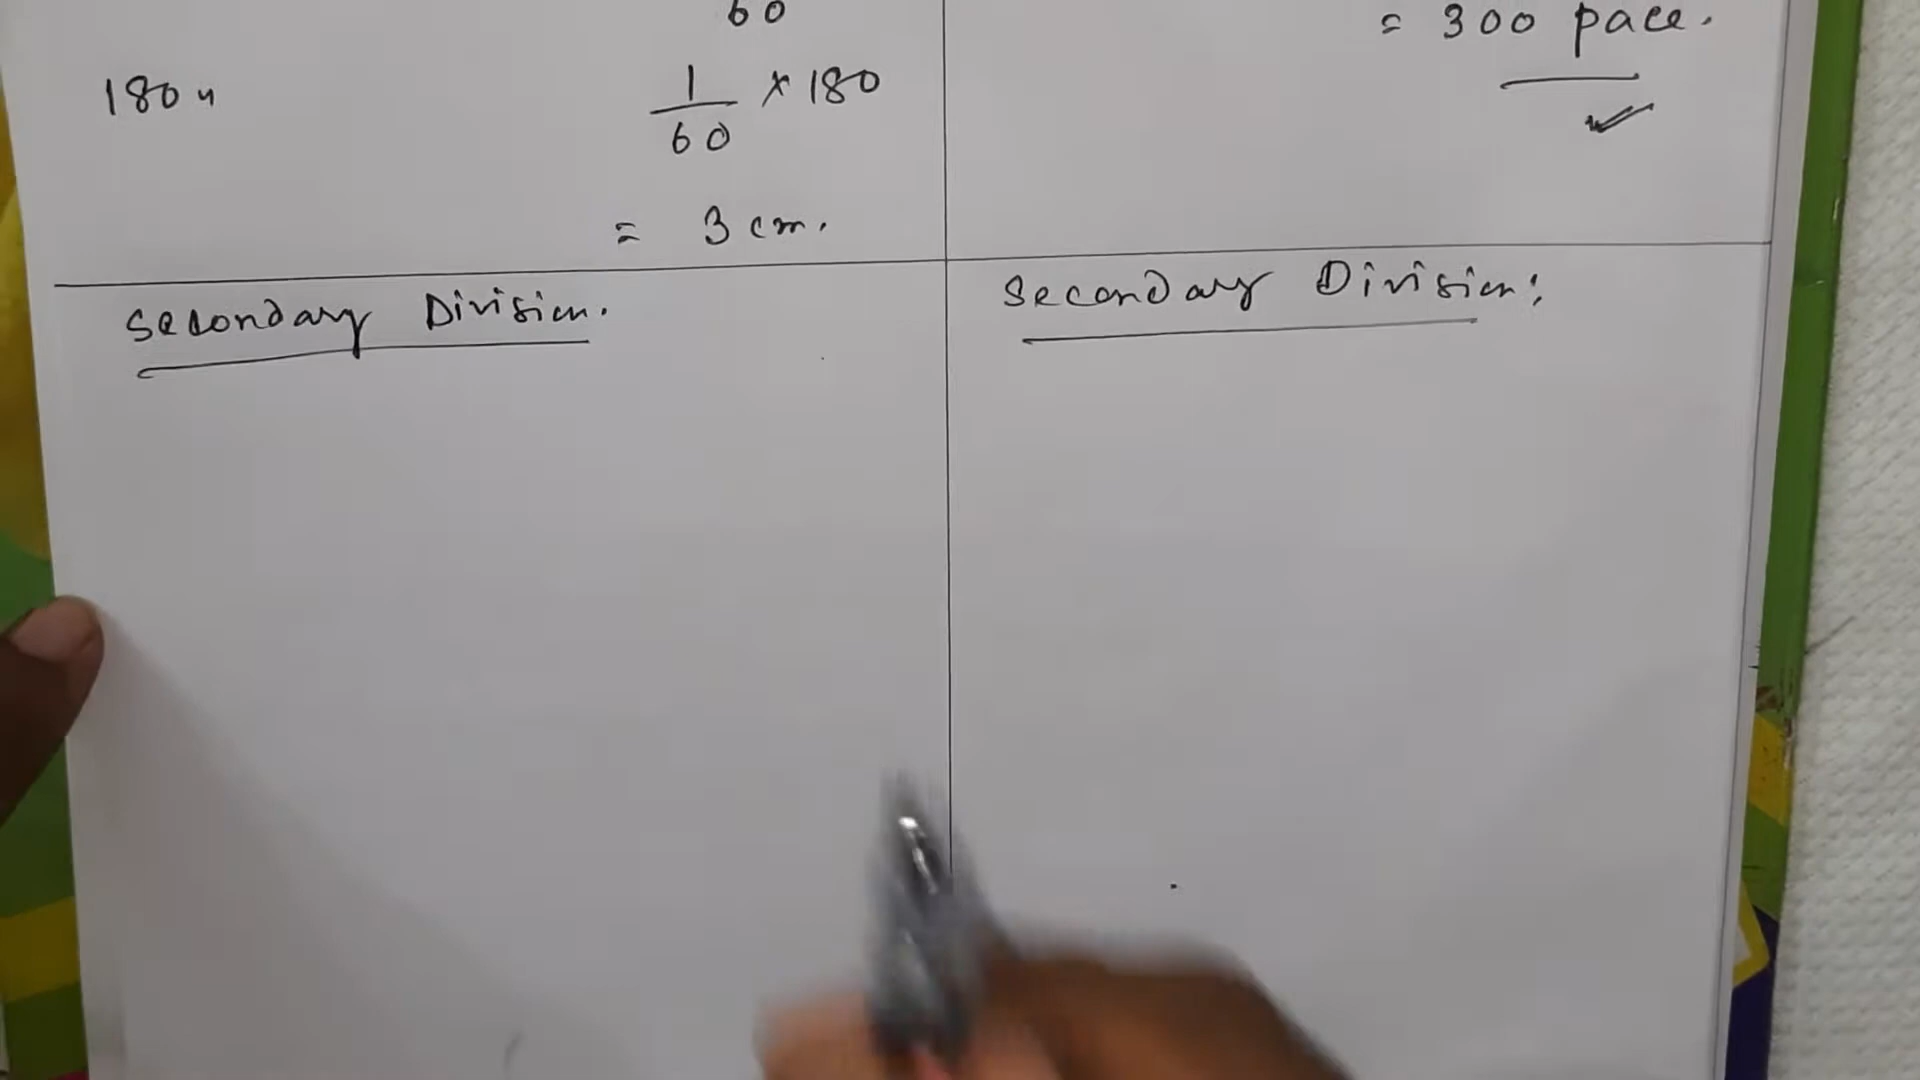 60
180 "
1/60 × 180
= 3 cm.
= 300 pace.
Secondary Division.
Secondary Division: